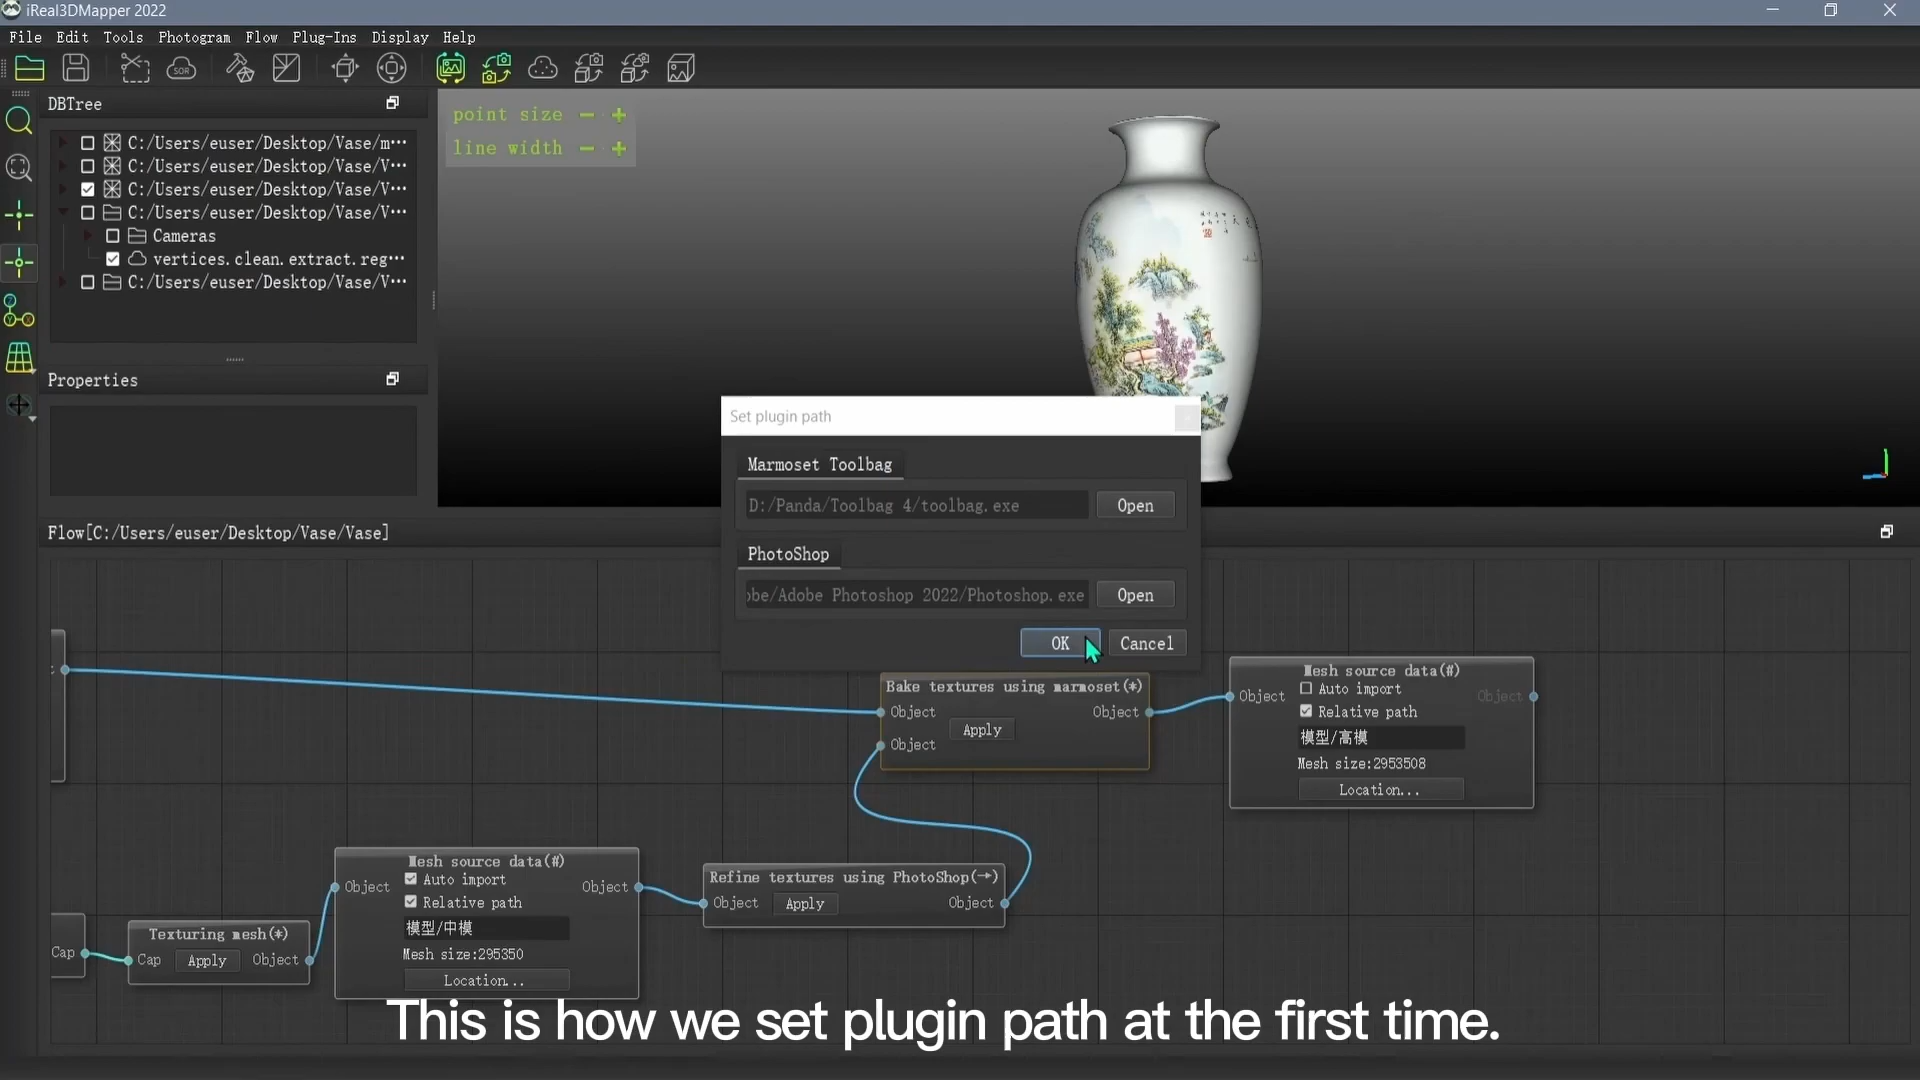 iReal3DMapper 2022
File Edit Tools Photogram Flow Plug-Ins Display Help
SOR
DBTree
C:/Users/euser/Desktop/Vase/m···
C:/Users/euser/Desktop/Vase/V···
C:/Users/euser/Desktop/Vase/V···
C:/Users/euser/Desktop/Vase/V···
Cameras
vertices.clean.extract.reg···
C:/Users/euser/Desktop/Vase/V···
Properties
point size − +
line width − +
Set plugin path
Marmoset Toolbag
D:/Panda/Toolbag 4/toolbag.exe Open
PhotoShop
obe/Adobe Photoshop 2022/Photoshop.exe Open
OK Cancel
Flow[C:/Users/euser/Desktop/Vase/Vase]
Bake textures using marmoset(*)
Object Object
Apply
Object
Mesh source data(#)
Auto import
Object Object
Relative path
模型/高模
Mesh size:2953508
Location...
Cap
Texturing mesh(*)
Cap Apply Object
Mesh source data(#)
Auto import
Object Object
Relative path
模型/中模
Mesh size:295350
Location...
Refine textures using PhotoShop(→)
Object Apply Object
This is how we set plugin path at the first time.